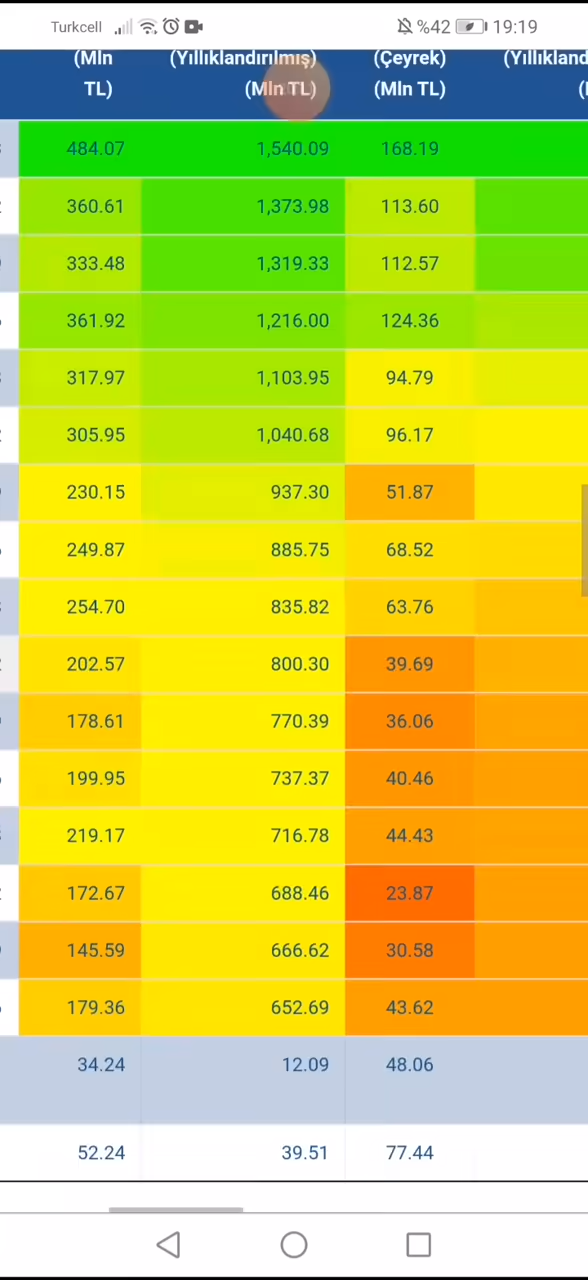 Turkcell %42 19:19
(Mln (Yıllıklandırılmış) (Çeyrek) (Yıllıkland
TL) (Mln TL) (Mln TL) (
484.07 1,540.09 168.19
360.61 1,373.98 113.60
333.48 1,319.33 112.57
361.92 1,216.00 124.36
317.97 1,103.95 94.79
305.95 1,040.68 96.17
230.15 937.30 51.87
249.87 885.75 68.52
254.70 835.82 63.76
202.57 800.30 39.69
178.61 770.39 36.06
199.95 737.37 40.46
219.17 716.78 44.43
172.67 688.46 23.87
145.59 666.62 30.58
179.36 652.69 43.62
34.24 12.09 48.06
52.24 39.51 77.44